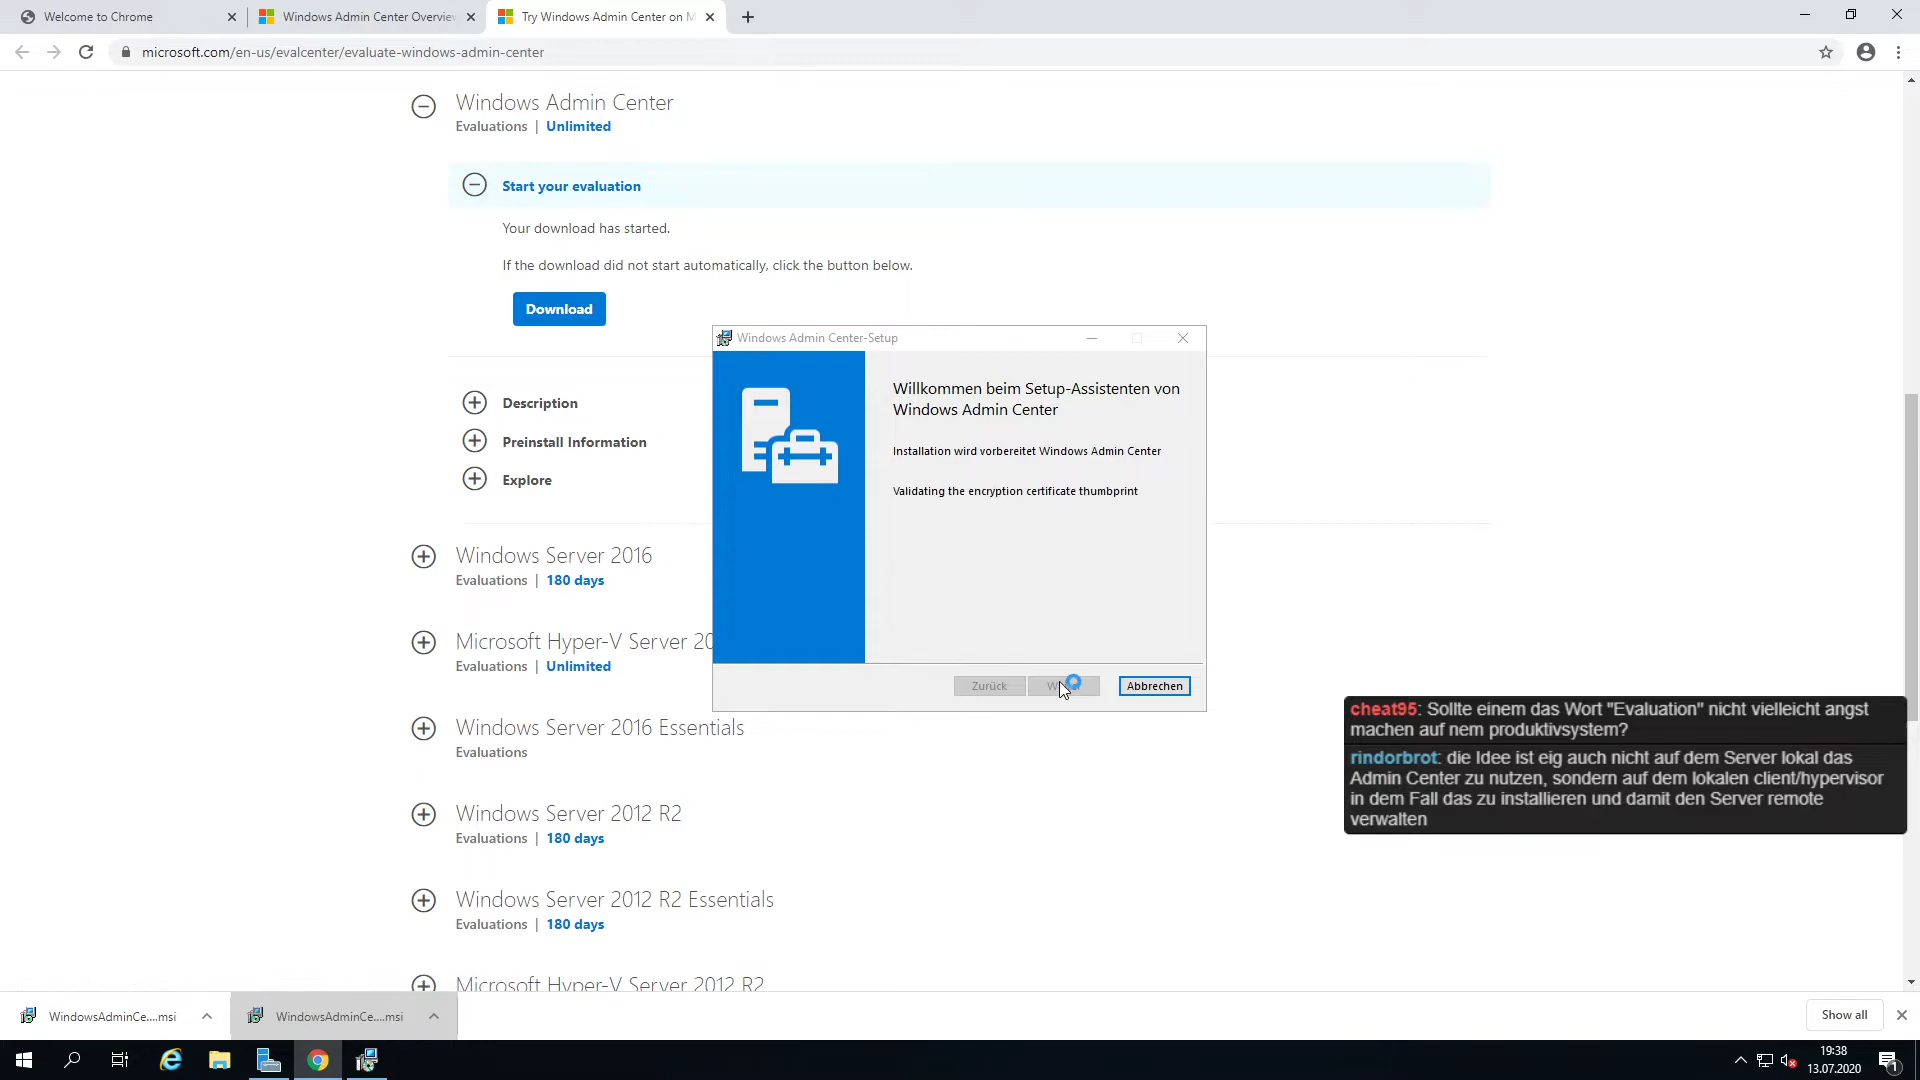 Welcome to Chrome
Windows Admin Center Overview
Try Windows Admin Center on M
microsoft.com/en-us/evalcenter/evaluate-windows-admin-center
Windows Admin Center
Evaluations | Unlimited
Start your evaluation
Your download has started.
If the download did not start automatically, click the button below.
Download
Windows Admin Center-Setup
Willkommen beim Setup-Assistenten von
Windows Admin Center
Installation wird vorbereitet Windows Admin Center
Validating the encryption certificate thumbprint
Zurück
Abbrechen
Description
Preinstall Information
Explore
Windows Server 2016
Evaluations | 180 days
Microsoft Hyper-V Server 20
Evaluations | Unlimited
Windows Server 2016 Essentials
Evaluations
Windows Server 2012 R2
Evaluations | 180 days
Windows Server 2012 R2 Essentials
Evaluations | 180 days
Microsoft Hyper-V Server 2012 R2
cheat95: Sollte einem das Wort "Evaluation" nicht vielleicht angst
machen auf nem produktivsystem?
rindorbrot: die Idee ist eig auch nicht auf dem Server lokal das
Admin Center zu nutzen, sondern auf dem lokalen client/hypervisor
in dem Fall das zu installieren und damit den Server remote
verwalten
WindowsAdminCe....msi
WindowsAdminCe....msi
Show all
19:38
13.07.2020
1